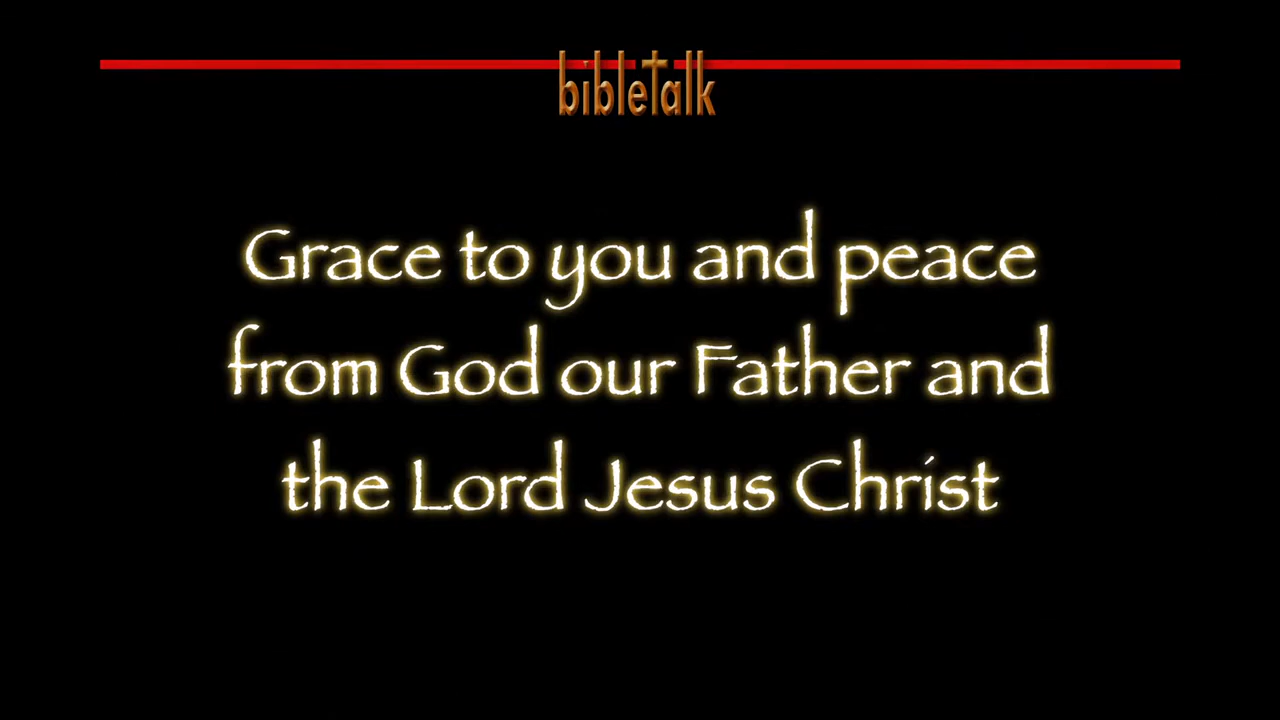 bibleTalk
Grace to you and peace
from God our Father and
the Lord Jesus Christ